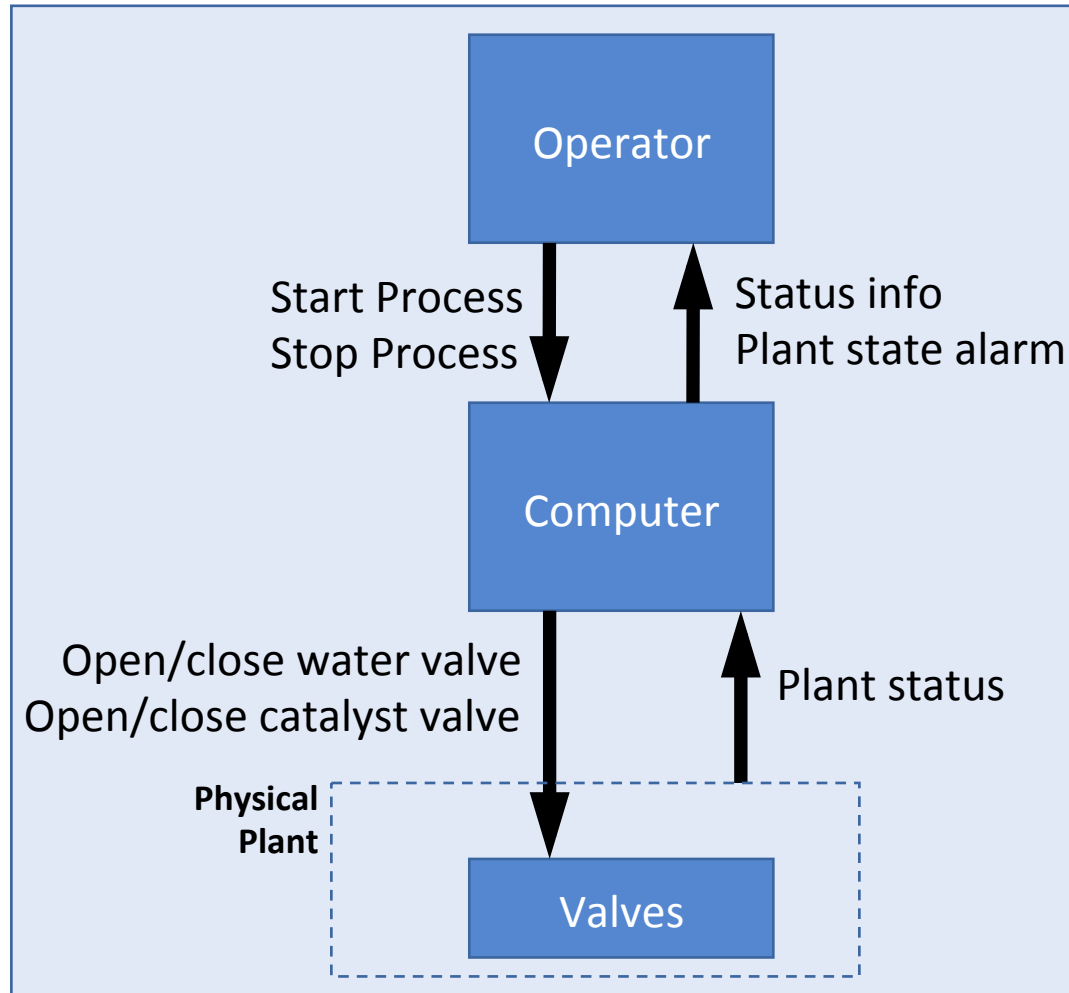 Operator
Start Process
Stop Process
Status info
Plant state alarm
Computer
Open/close water valve
Open/close catalyst valve
Plant status
Physical
Plant
Valves